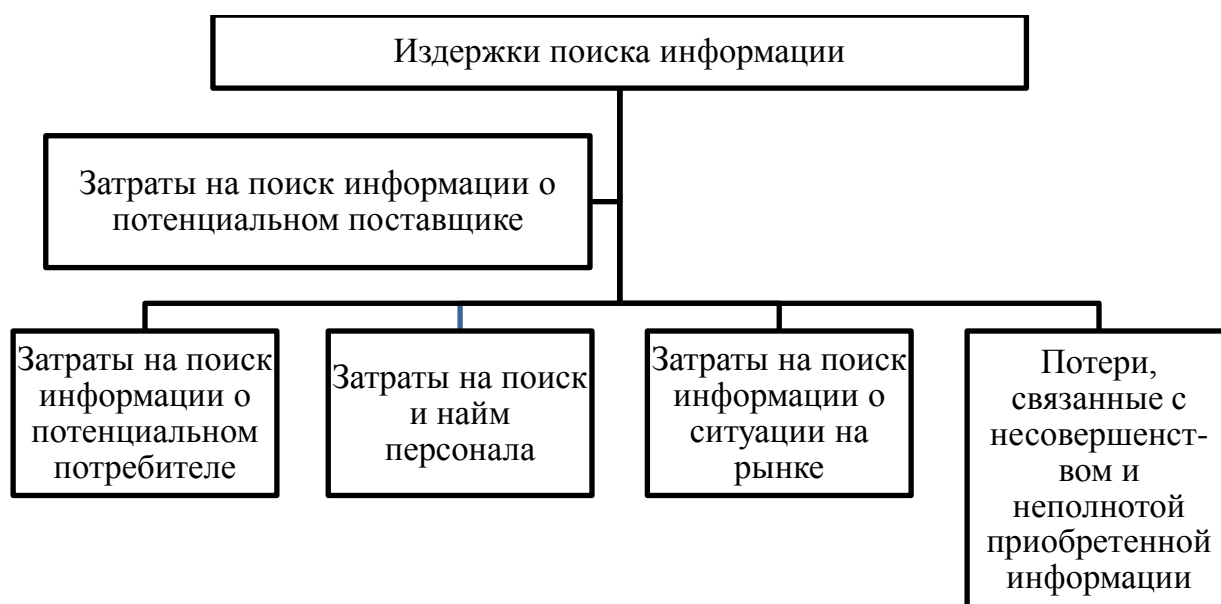 Издержки поиска информации
Затраты на поиск информации о
потенциальном поставщике
Затраты на поиск
информации о
потенциальном
потребителе
Затраты на поиск
и найм
персонала
Затраты на поиск
информации о
ситуации на
рынке
Потери,
связанные с
несовершенст-
вом и
неполнотой
приобретенной
информации